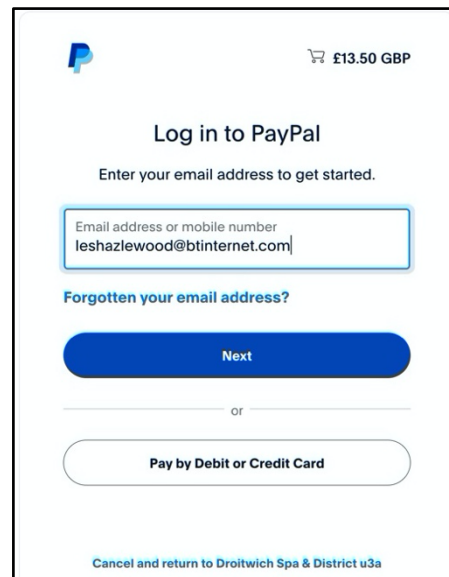 £13.50 GBP
Log in to PayPal
Enter your email address to get started.
Email address or mobile number
leshazlewood@btinternet.com
Forgotten your email address?
Next
or
Pay by Debit or Credit Card
Cancel and return to Droitwich Spa & District u3a